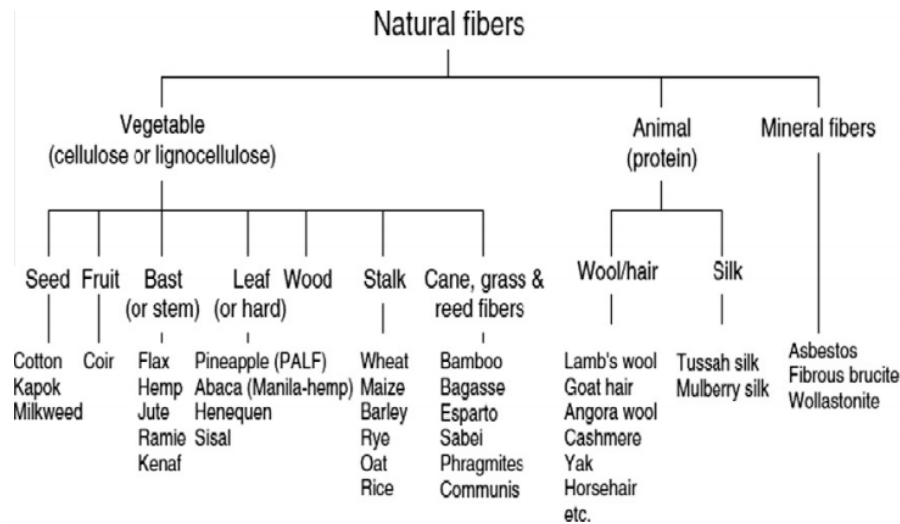 Natural fibers
Vegetable
(cellulose or lignocellulose)
Animal
(protein)
Mineral fibers
Seed
Fruit
Bast
(or stem)
Leaf
(or hard)
Wood
Stalk
Cane, grass &
reed fibers
Wool/hair
Silk
Cotton
Kapok
Milkweed
Coir
Flax
Hemp
Jute
Ramie
Kenaf
Pineapple (PALF)
Abaca (Manila-hemp)
Henequen
Sisal
Wheat
Maize
Barley
Rye
Oat
Rice
Bamboo
Bagasse
Esparto
Sabei
Phragmites
Communis
Lamb's wool
Goat hair
Angora wool
Cashmere
Yak
Horsehair
etc.
Tussah silk
Mulberry silk
Asbestos
Fibrous brucite
Wollastonite